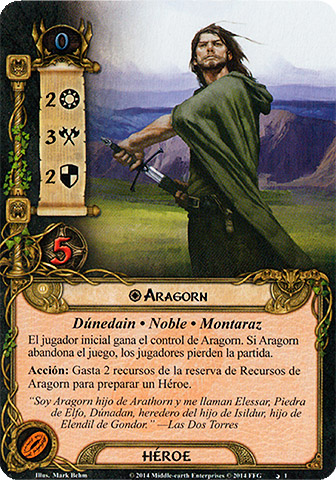 0
2
3
2
5
Aragorn
Dúnedain • Noble • Montaraz
El jugador inicial gana el control de Aragorn. Si Aragorn
abandona el juego, los jugadores pierden la partida.
Acción: Gasta 2 recursos de la reserva de Recursos de
Aragorn para preparar un Héroe.
“Soy Aragorn hijo de Arathorn y me llaman Elessar, Piedra
de Elfo, Dúnadan, heredero del hijo de Isildur, hijo de
Elendil de Gondor.” —Las Dos Torres
HÉROE
Illus. Mark Behm © 2014 Middle-earth Enterprises © 2014 FFG